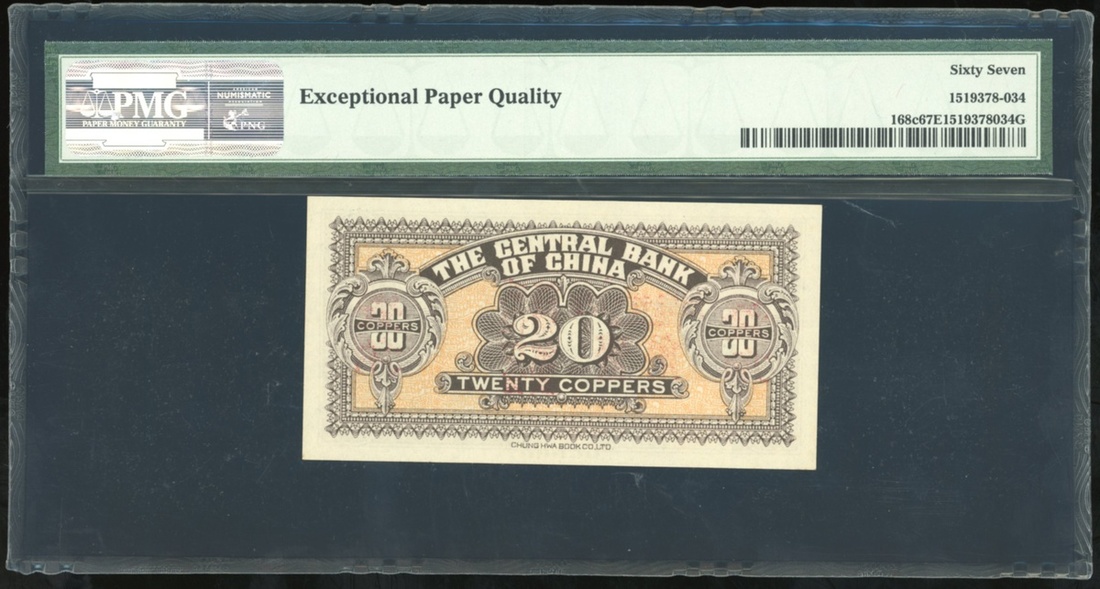 PMG
PAPER MONEY GUARANTY
NUMISMATIC
PNG
Exceptional Paper Quality
Sixty Seven
1519378-034
168c67E1519378034G
THE CENTRAL BANK
OF CHINA
20
COPPERS
20
20
COPPERS
TWENTY COPPERS
CHUNG HWA BOOK CO., LTD.